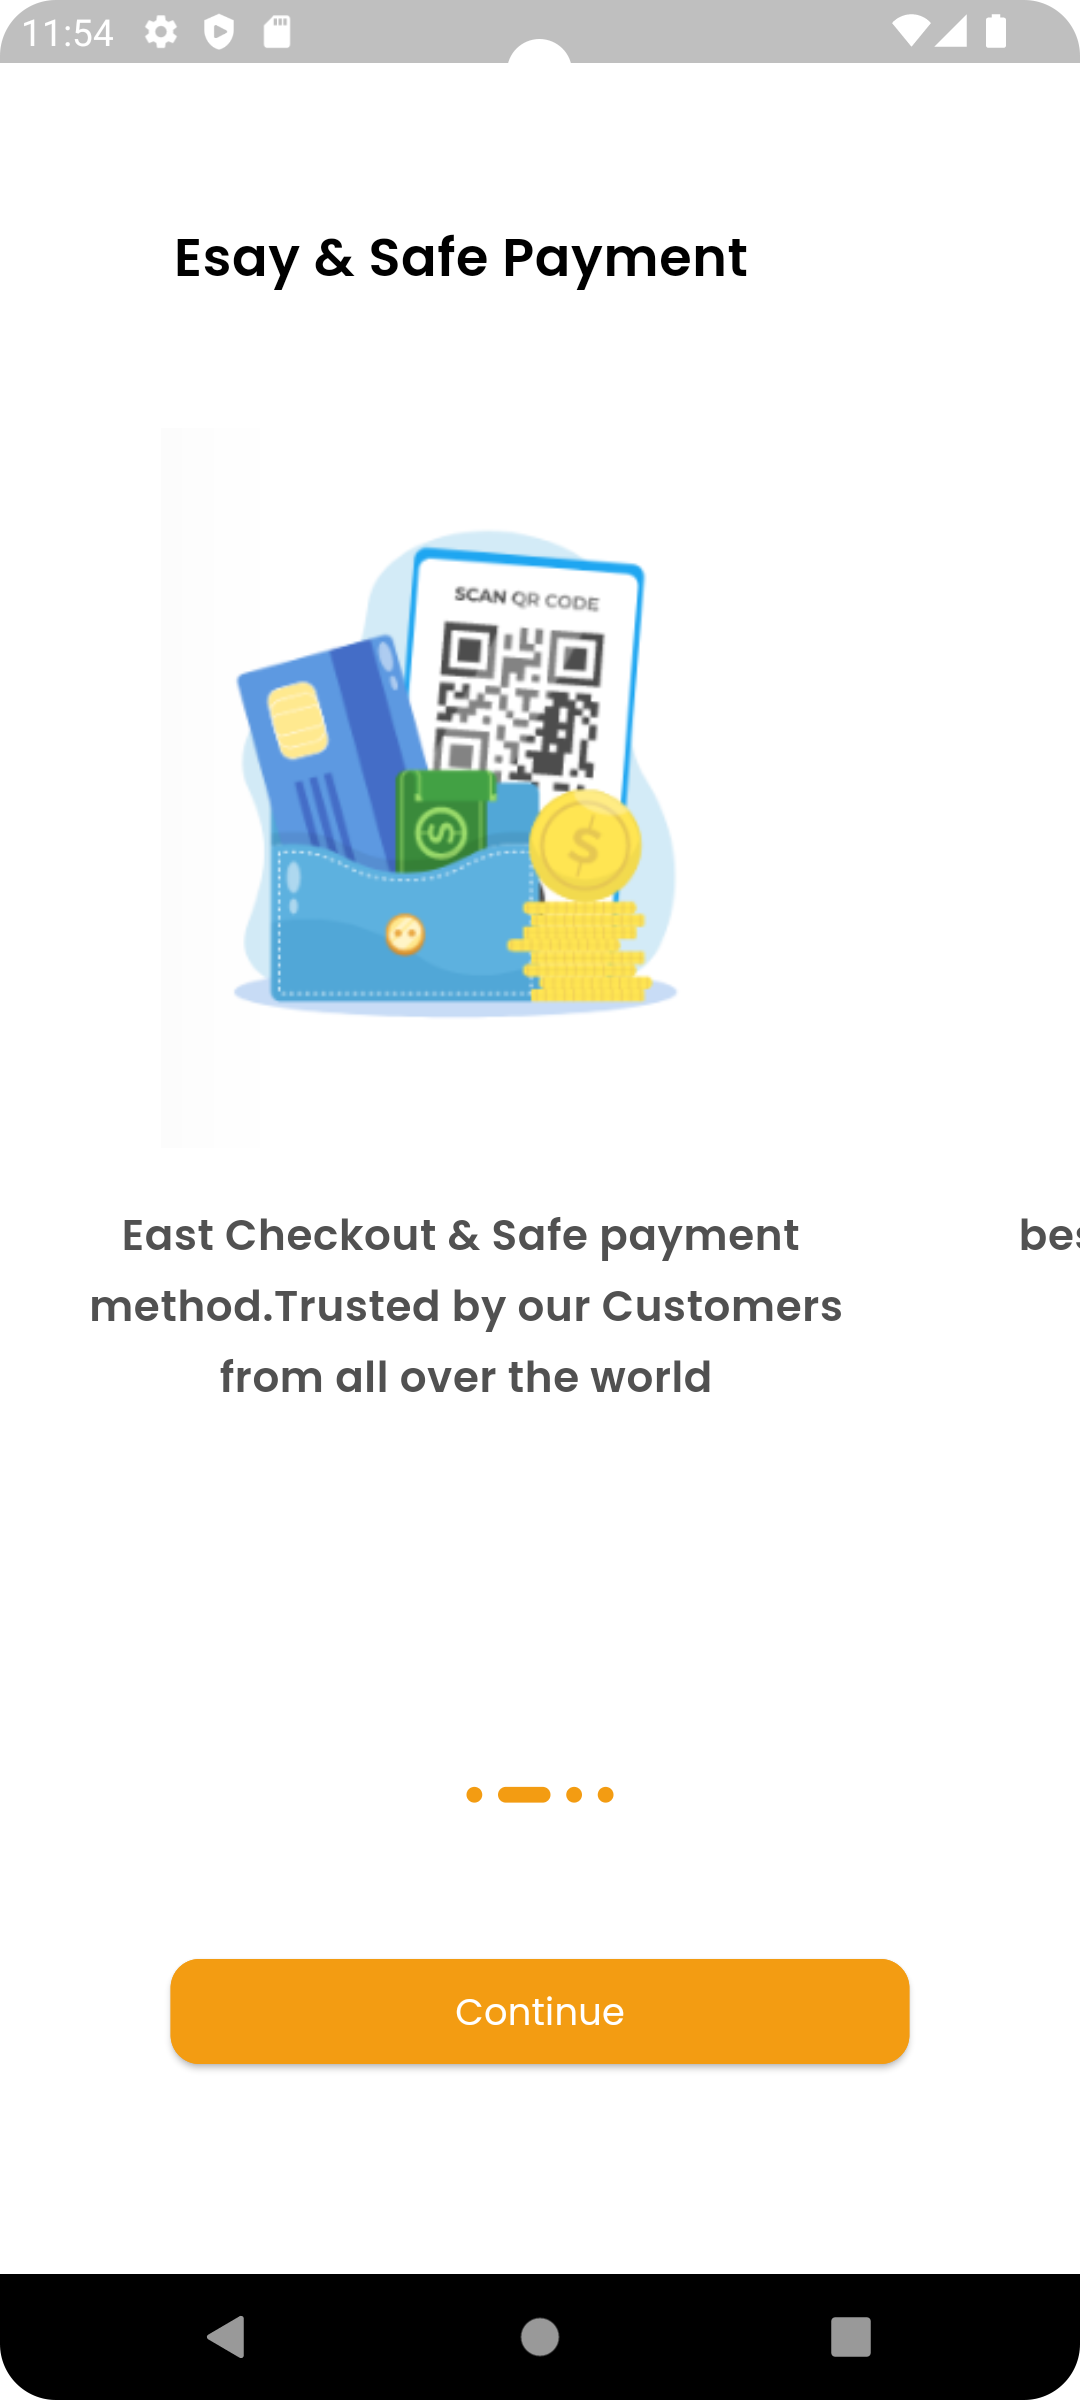 11:54
Esay & Safe Payment
SCAN QR CODE
East Checkout & Safe payment
method.Trusted by our Customers
from all over the world
Continue